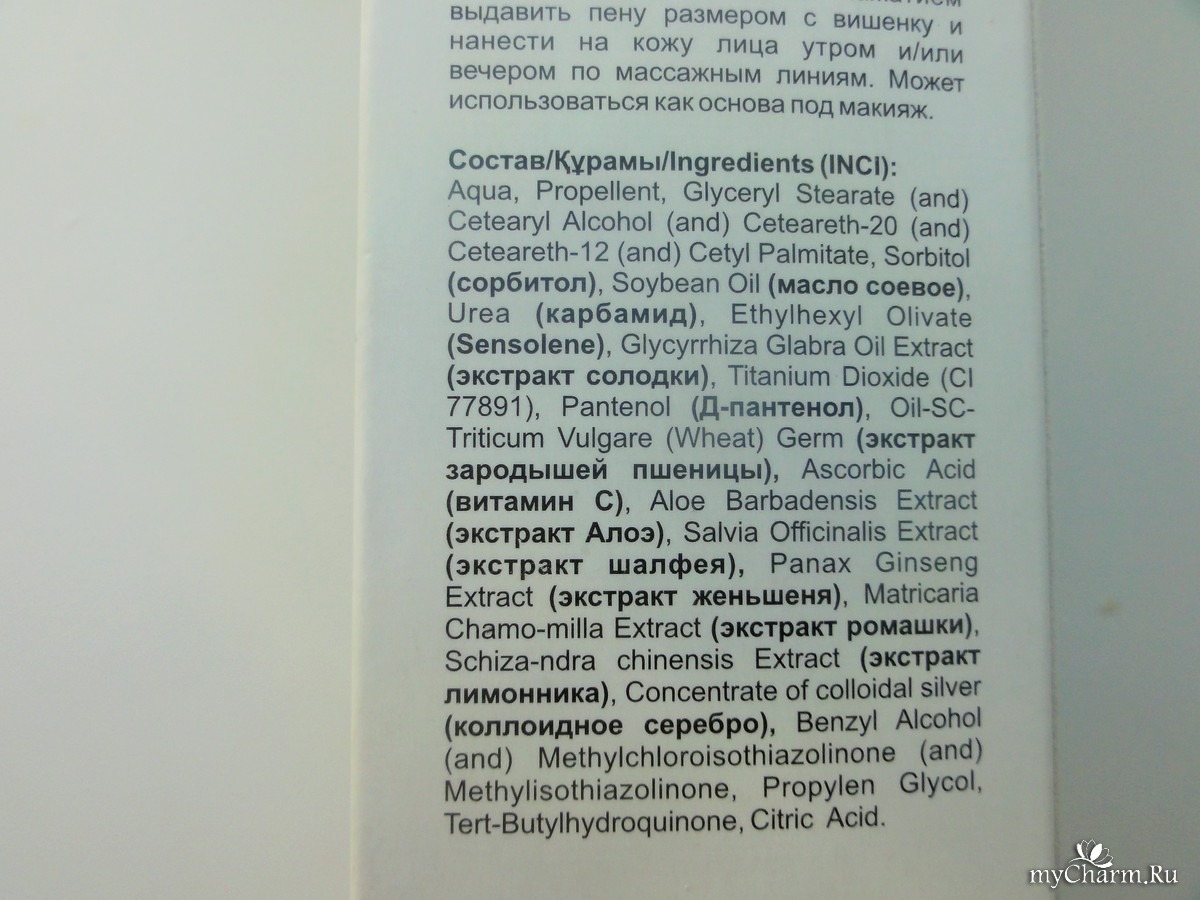 выдавить пену размером с вишенку и
нанести на кожу лица утром и/или
вечером по массажным линиям. Может
использоваться как основа под макияж.
Состав/Құрамы/Ingredients (INCI):
Aqua, Propellent, Glyceryl Stearate (and)
Cetearyl Alcohol (and) Ceteareth-20 (and)
Ceteareth-12 (and) Cetyl Palmitate, Sorbitol
(сорбитол), Soybean Oil (масло соевое),
Urea (карбамид), Ethylhexyl Olivate
(Sensolene), Glycyrrhiza Glabra Oil Extract
(экстракт солодки), Titanium Dioxide (CI
77891), Pantenol (Д-пантенол), Oil-SC-
Triticum Vulgare (Wheat) Germ (экстракт
зародышей пшеницы), Ascorbic Acid
(витамин С), Aloe Barbadensis Extract
(экстракт Алоэ), Salvia Officinalis Extract
(экстракт шалфея), Panax Ginseng
Extract (экстракт женьшеня), Matricaria
Chamo-milla Extract (экстракт ромашки),
Schiza-ndra chinensis Extract (экстракт
лимонника), Concentrate of colloidal silver
(коллоидное серебро), Benzyl Alcohol
(and) Methylchloroisothiazolinone (and)
Methylisothiazolinone, Propylen Glycol,
Tert-Butylhydroquinone, Citric Acid.
myCharm.Ru